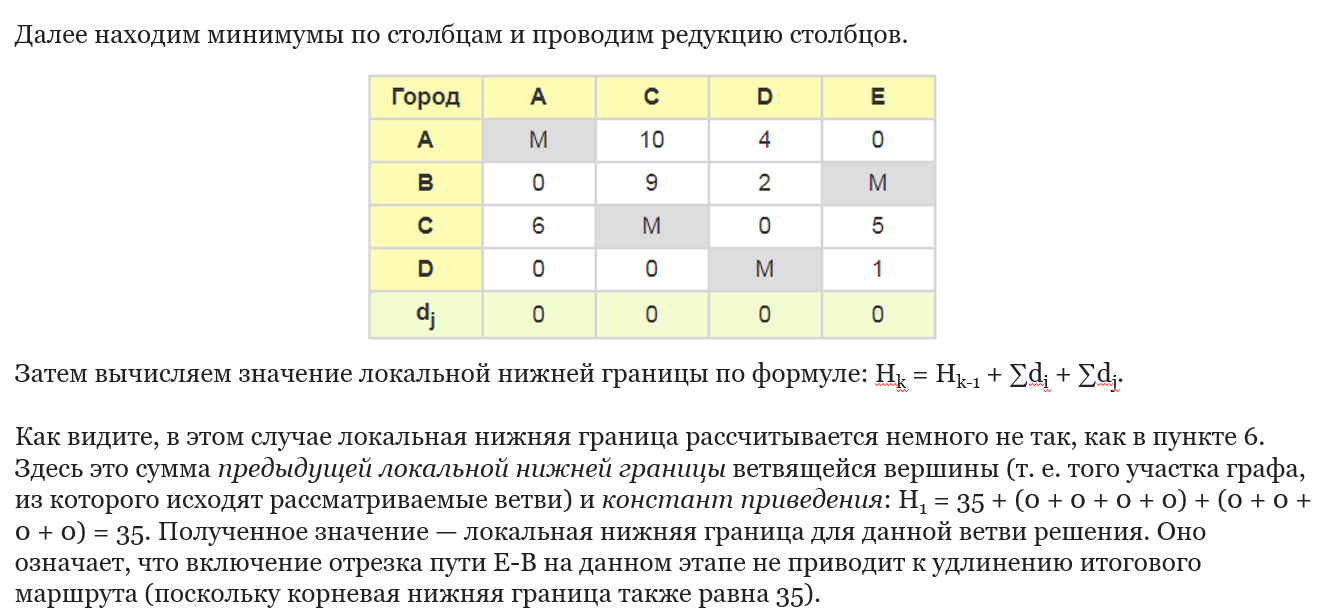 Далее находим минимумы по столбцам и проводим редукцию столбцов.
Город A C D E
A M 10 4 0
B 0 9 2 M
C 6 M 0 5
D 0 0 M 1
dj 0 0 0 0
Затем вычисляем значение локальной нижней границы по формуле: Hk = Hk-1 + ∑di + ∑dj.
Как видите, в этом случае локальная нижняя граница рассчитывается немного не так, как в пункте 6.
Здесь это сумма предыдущей локальной нижней границы ветвящейся вершины (т. е. того участка графа,
из которого исходят рассматриваемые ветви) и констант приведения: H1 = 35 + (0 + 0 + 0 + 0) + (0 + 0 +
0 + 0) = 35. Полученное значение — локальная нижняя граница для данной ветви решения. Оно
означает, что включение отрезка пути E-B на данном этапе не приводит к удлинению итогового
маршрута (поскольку корневая нижняя граница также равна 35).